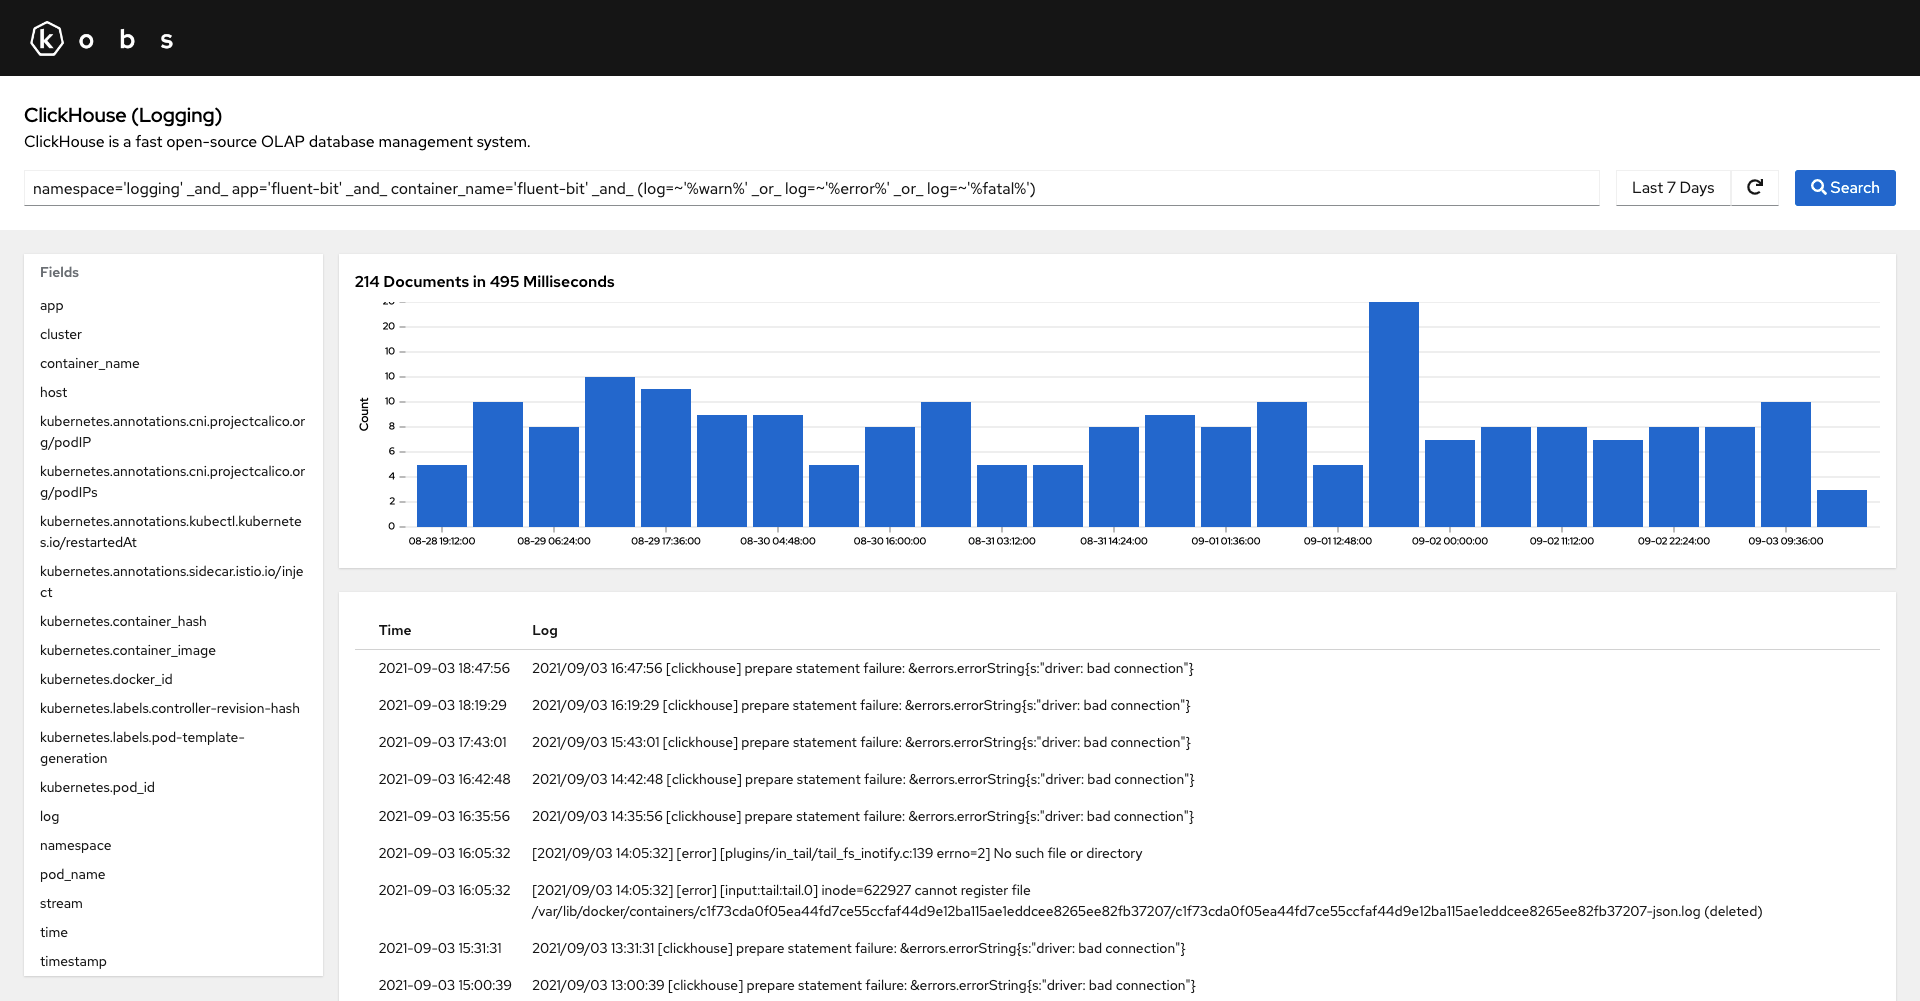 k o b s
ClickHouse (Logging)
ClickHouse is a fast open-source OLAP database management system.
namespace='logging' _and_ app='fluent-bit' _and_ container_name='fluent-bit' _and_ (log=~'%warn%' _or_ log=~'%error%' _or_ log=~'%fatal%')
Last 7 Days
Search
Fields
app
cluster
container_name
host
kubernetes.annotations.cni.projectcalico.or
g/podIP
kubernetes.annotations.cni.projectcalico.or
g/podIPs
kubernetes.annotations.kubectl.kubernete
s.io/restartedAt
kubernetes.annotations.sidecar.istio.io/inje
ct
kubernetes.container_hash
kubernetes.container_image
kubernetes.docker_id
kubernetes.labels.controller-revision-hash
kubernetes.labels.pod-template-
generation
kubernetes.pod_id
log
namespace
pod_name
stream
time
timestamp
214 Documents in 495 Milliseconds
Count
20
10
10
10
8
6
4
2
0
08-28 19:12:00 08-29 06:24:00 08-29 17:36:00 08-30 04:48:00 08-30 16:00:00 08-31 03:12:00 08-31 14:24:00 09-01 01:36:00 09-01 12:48:00 09-02 00:00:00 09-02 11:12:00 09-02 22:24:00 09-03 09:36:00
Time Log
2021-09-03 18:47:56 2021/09/03 16:47:56 [clickhouse] prepare statement failure: &errors.errorString{s:"driver: bad connection"}
2021-09-03 18:19:29 2021/09/03 16:19:29 [clickhouse] prepare statement failure: &errors.errorString{s:"driver: bad connection"}
2021-09-03 17:43:01 2021/09/03 15:43:01 [clickhouse] prepare statement failure: &errors.errorString{s:"driver: bad connection"}
2021-09-03 16:42:48 2021/09/03 14:42:48 [clickhouse] prepare statement failure: &errors.errorString{s:"driver: bad connection"}
2021-09-03 16:35:56 2021/09/03 14:35:56 [clickhouse] prepare statement failure: &errors.errorString{s:"driver: bad connection"}
2021-09-03 16:05:32 [2021/09/03 14:05:32] [error] [plugins/in_tail/tail_fs_inotify.c:139 errno=2] No such file or directory
2021-09-03 16:05:32 [2021/09/03 14:05:32] [error] [input:tail:tail.0] inode=622927 cannot register file
/var/lib/docker/containers/c1f73cda0f05ea44fd7ce55ccfaf44d9e12ba115ae1eddcee8265ee82fb37207/c1f73cda0f05ea44fd7ce55ccfaf44d9e12ba115ae1eddcee8265ee82fb37207-json.log (deleted)
2021-09-03 15:31:31 2021/09/03 13:31:31 [clickhouse] prepare statement failure: &errors.errorString{s:"driver: bad connection"}
2021-09-03 15:00:39 2021/09/03 13:00:39 [clickhouse] prepare statement failure: &errors.errorString{s:"driver: bad connection"}